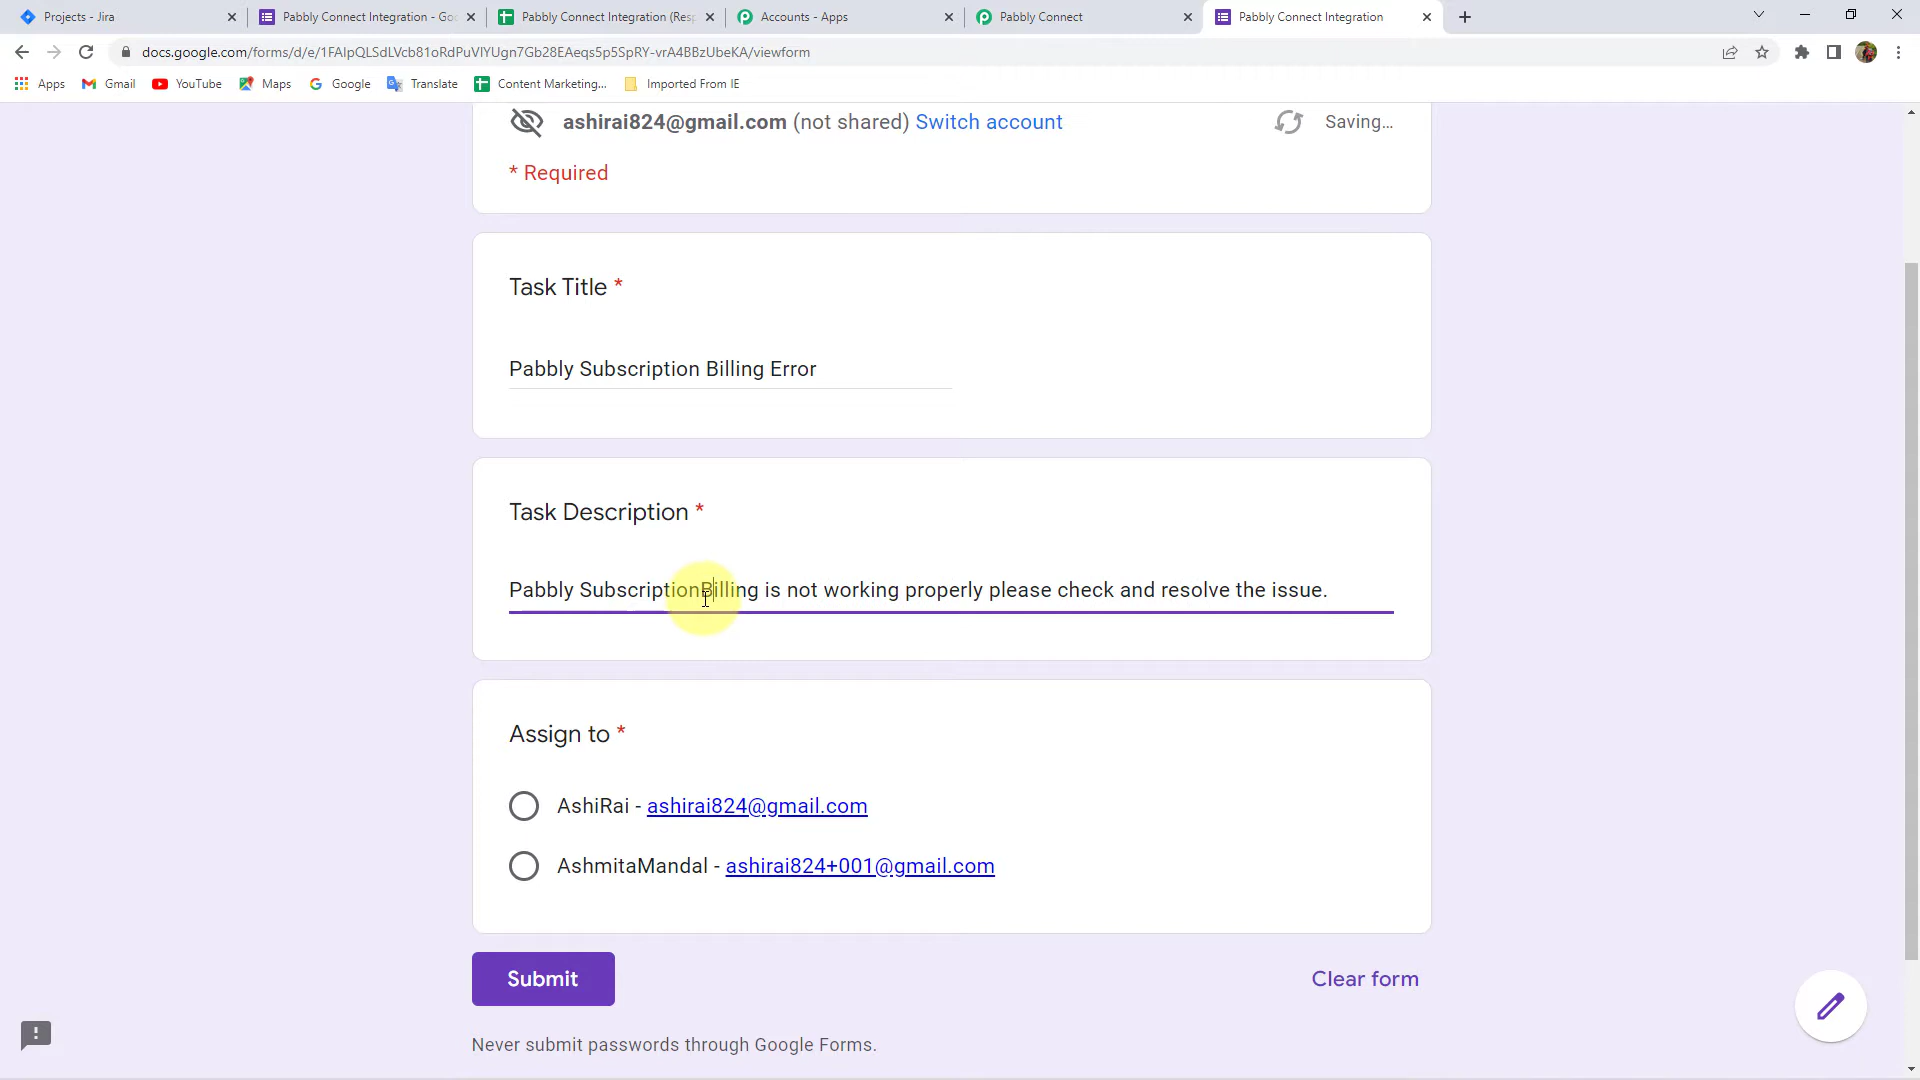 Projects - Jira
Pabbly Connect Integration - Goo
Pabbly Connect Integration (Resp
Accounts - Apps
Pabbly Connect
Pabbly Connect Integration
docs.google.com/forms/d/e/1FAIpQLSdLVcb81oRdPuVlYUgn7Gb28EAeqs5p5SpRY-vrA4BBzUbeKA/viewform
Apps
Gmail
YouTube
Maps
Google
Translate
Content Marketing...
Imported From IE
ashirai824@gmail.com (not shared) Switch account
Saving...
* Required
Task Title *
Pabbly Subscription Billing Error
Task Description *
Pabbly SubscriptionBilling is not working properly please check and resolve the issue.
Assign to *
AshiRai - ashirai824@gmail.com
AshmitaMandal - ashirai824+001@gmail.com
Submit
Clear form
Never submit passwords through Google Forms.